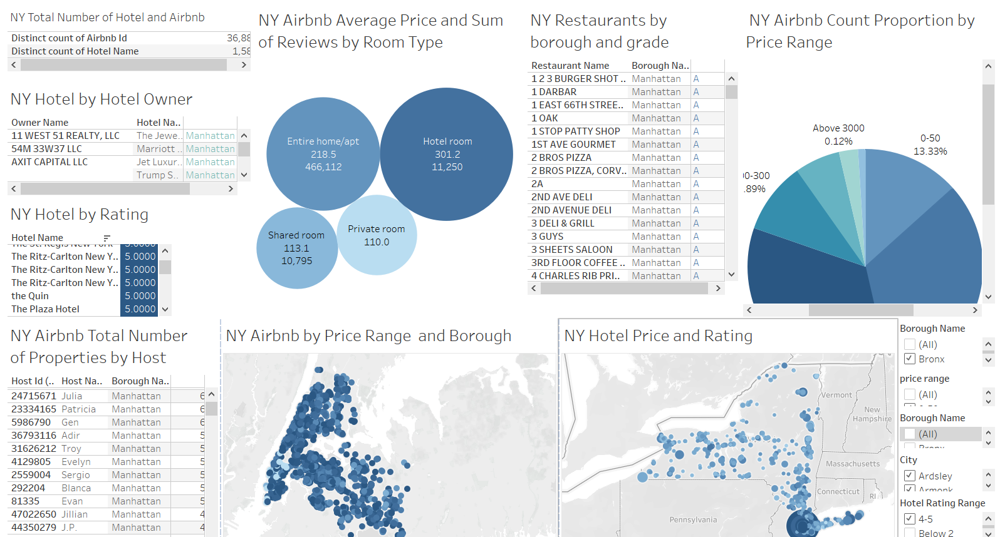 NY Total Number of Hotel and Airbnb
Distinct count of Airbnb Id 36,88
Distinct count of Hotel Name 1,58
NY Hotel by Hotel Owner
Owner Name Hotel Na..
11 WEST 51 REALTY, LLC The Jewe.. Manhattan
54M 33W37 LLC Marriott .. Manhattan
AXIT CAPITAL LLC Jet Luxur.. Manhattan
Trump S.. Manhattan
NY Hotel by Rating
Hotel Name
The St. Regis New York 5.0000
The Ritz-Carlton New Y.. 5.0000
The Ritz-Carlton New Y.. 5.0000
The Ritz-Carlton New Y.. 5.0000
the Quin 5.0000
The Plaza Hotel 5.0000
NY Airbnb Average Price and Sum
of Reviews by Room Type
Entire home/apt
218.5
466,112
Hotel room
301.2
11,250
Shared room
113.1
10,795
Private room
110.0
NY Restaurants by
borough and grade
Restaurant Name Borough Na..
1 2 3 BURGER SHOT .. Manhattan A
1 DARBAR Manhattan A
1 EAST 66TH STREE.. Manhattan A
1 OAK Manhattan A
1 STOP PATTY SHOP Manhattan A
1ST AVE GOURMET Manhattan A
2 BROS PIZZA Manhattan A
2 BROS PIZZA, CORV.. Manhattan A
2A Manhattan A
2ND AVE DELI Manhattan A
2ND AVENUE DELI Manhattan A
3 DELI & GRILL Manhattan A
3 GUYS Manhattan A
3 SHEETS SALOON Manhattan A
3RD FLOOR COFFEE .. Manhattan A
4 CHARLES RIB PRI.. Manhattan A
NY Airbnb Count Proportion by
Price Range
Above 3000
0.12%
0-50
13.33%
0-300
.89%
NY Airbnb Total Number
of Properties by Host
Host Id (.. Host Na.. Borough Na..
24715671 Julia Manhattan 6
23334165 Patricia Manhattan 6
5986790 Gen Manhattan 6
36793116 Adir Manhattan 5
31626212 Troy Manhattan 5
4129805 Evelyn Manhattan 5
2559004 Sergio Manhattan 5
292204 Blanca Manhattan 5
81335 Evan Manhattan 5
47022650 Jillian Manhattan 4
44350279 J.P. Manhattan 4
NY Airbnb by Price Range and Borough
NY Hotel Price and Rating
Vermont
New
Hampshire
Massachusetts
Connecticut
RI
Pennsylvania
Borough Name
(All)
Bronx
price range
(All)
Borough Name
(All)
Bronx
City
Ardsley
Armonk
Hotel Rating Range
4-5
Below 2